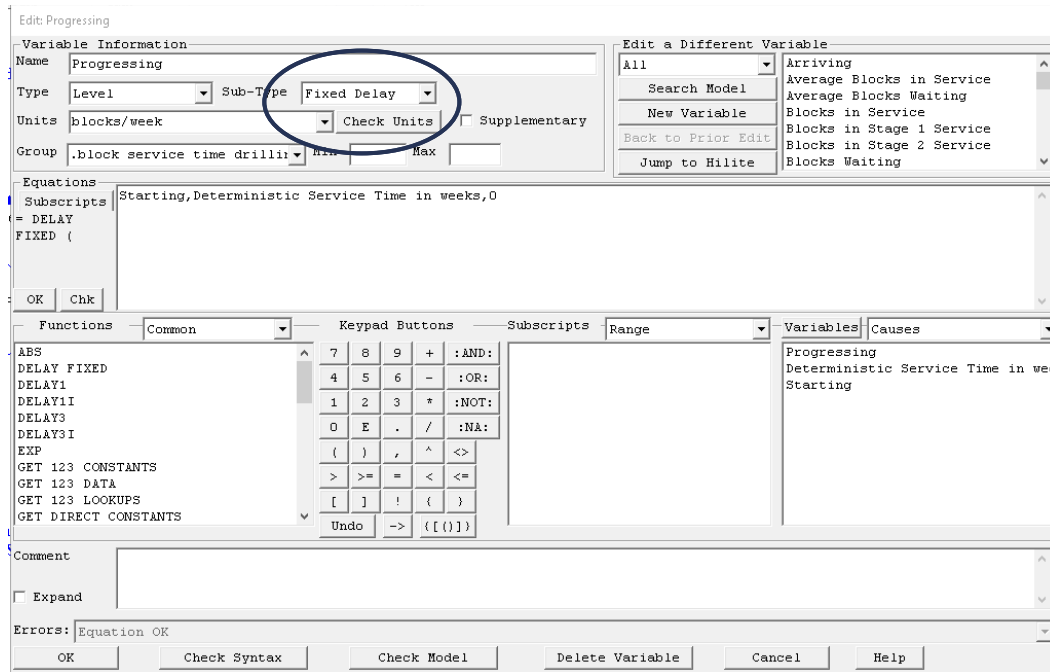 Edit: Progressing
Variable Information
Name Progressing
Type Level Sub-Type Fixed Delay
Units blocks/week Check Units Supplementary
Group .block service time drillin Min Max
Edit a Different Variable
All
Search Model
New Variable
Back to Prior Edit
Jump to Hilite
Arriving
Average Blocks in Service
Average Blocks Waiting
Blocks in Service
Blocks in Stage 1 Service
Blocks in Stage 2 Service
Blocks Waiting
Equations
Subscripts
= DELAY
FIXED (
Starting,Deterministic Service Time in weeks,0
OK Chk
Functions Common
ABS
DELAY FIXED
DELAY1
DELAY1I
DELAY3
DELAY3I
EXP
GET 123 CONSTANTS
GET 123 DATA
GET 123 LOOKUPS
GET DIRECT CONSTANTS
Keypad Buttons
7 8 9 + :AND:
4 5 6 - :OR:
1 2 3 * :NOT:
0 E . / :NA:
( ) , ^ <>
> >= = < <=
[ ] ! { }
Undo -> {[()]}
Subscripts Range
Variables Causes
Progressing
Deterministic Service Time in we
Starting
Comment
Expand
Errors: Equation OK
OK Check Syntax Check Model Delete Variable Cancel Help